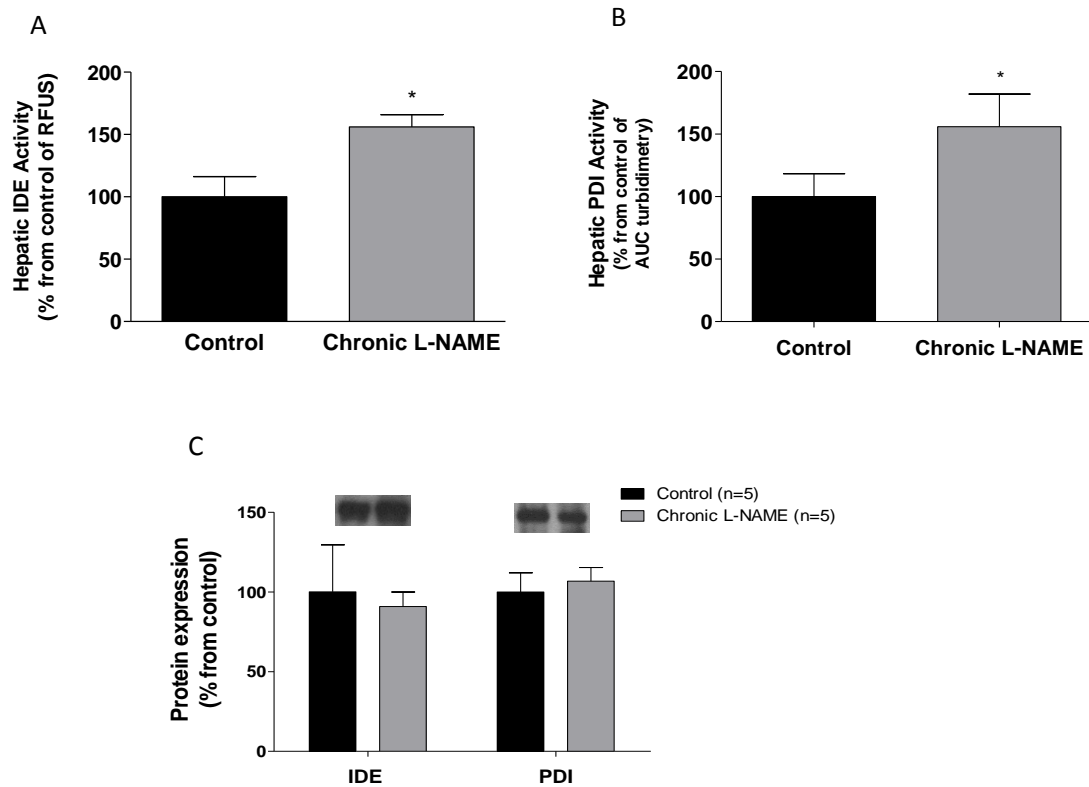 A
Hepatic IDE Activity
(% from control of RFUS)
200
150
100
50
0
*
Control
Chronic L-NAME
B
Hepatic PDI Activity
(% from control of
AUC turbidimetry)
200
150
100
50
0
*
Control
Chronic L-NAME
C
Protein expression
(% from control)
150
100
50
0
IDE
PDI
Control (n=5)
Chronic L-NAME (n=5)